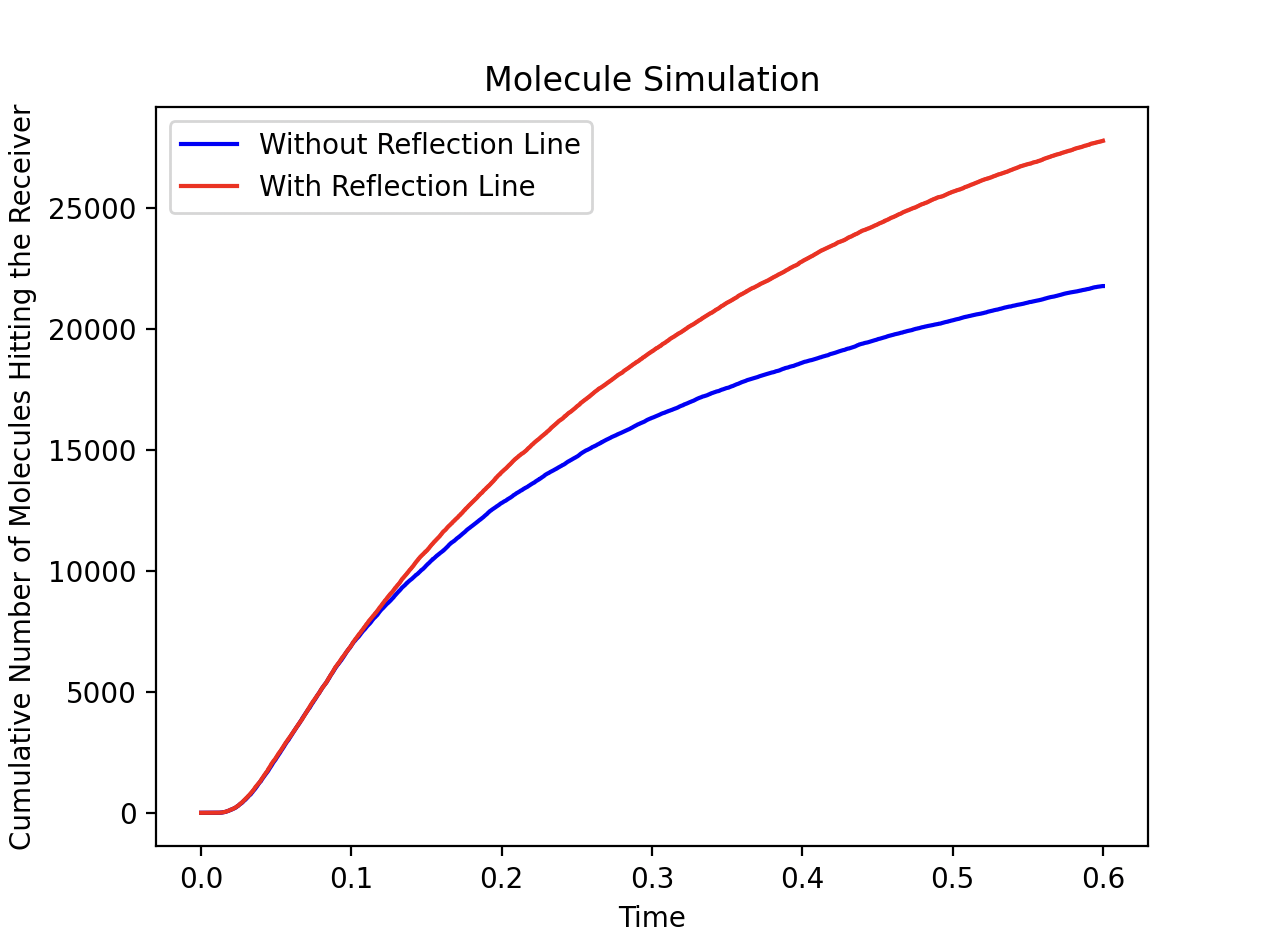 Molecule Simulation
Without Reflection Line
With Reflection Line
Cumulative Number of Molecules Hitting the Receiver
25000
20000
15000
10000
5000
0
0.0 0.1 0.2 0.3 0.4 0.5 0.6
Time